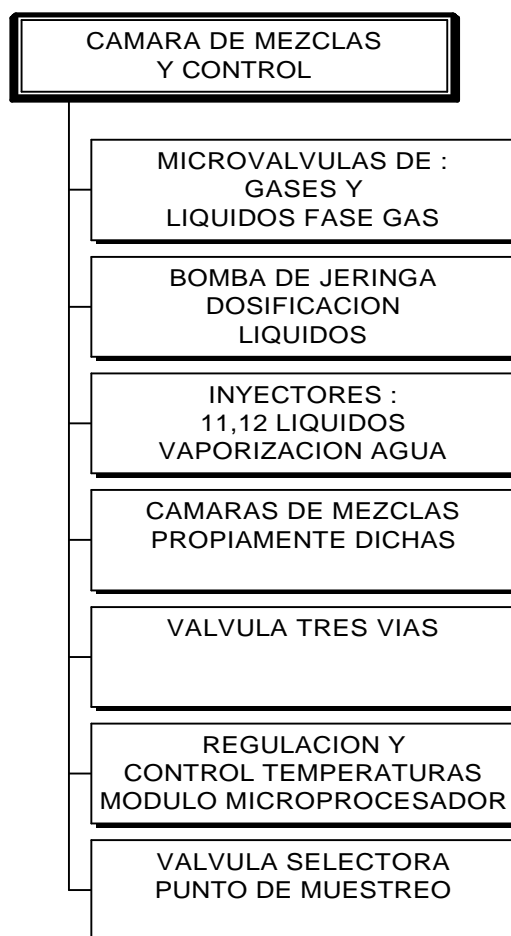 CAMARA DE MEZCLAS
Y CONTROL
MICROVALVULAS DE :
GASES Y
LIQUIDOS FASE GAS
BOMBA DE JERINGA
DOSIFICACION
LIQUIDOS
INYECTORES :
11,12 LIQUIDOS
VAPORIZACION AGUA
CAMARAS DE MEZCLAS
PROPIAMENTE DICHAS
VALVULA TRES VIAS
REGULACION Y
CONTROL TEMPERATURAS
MODULO MICROPROCESADOR
VALVULA SELECTORA
PUNTO DE MUESTREO